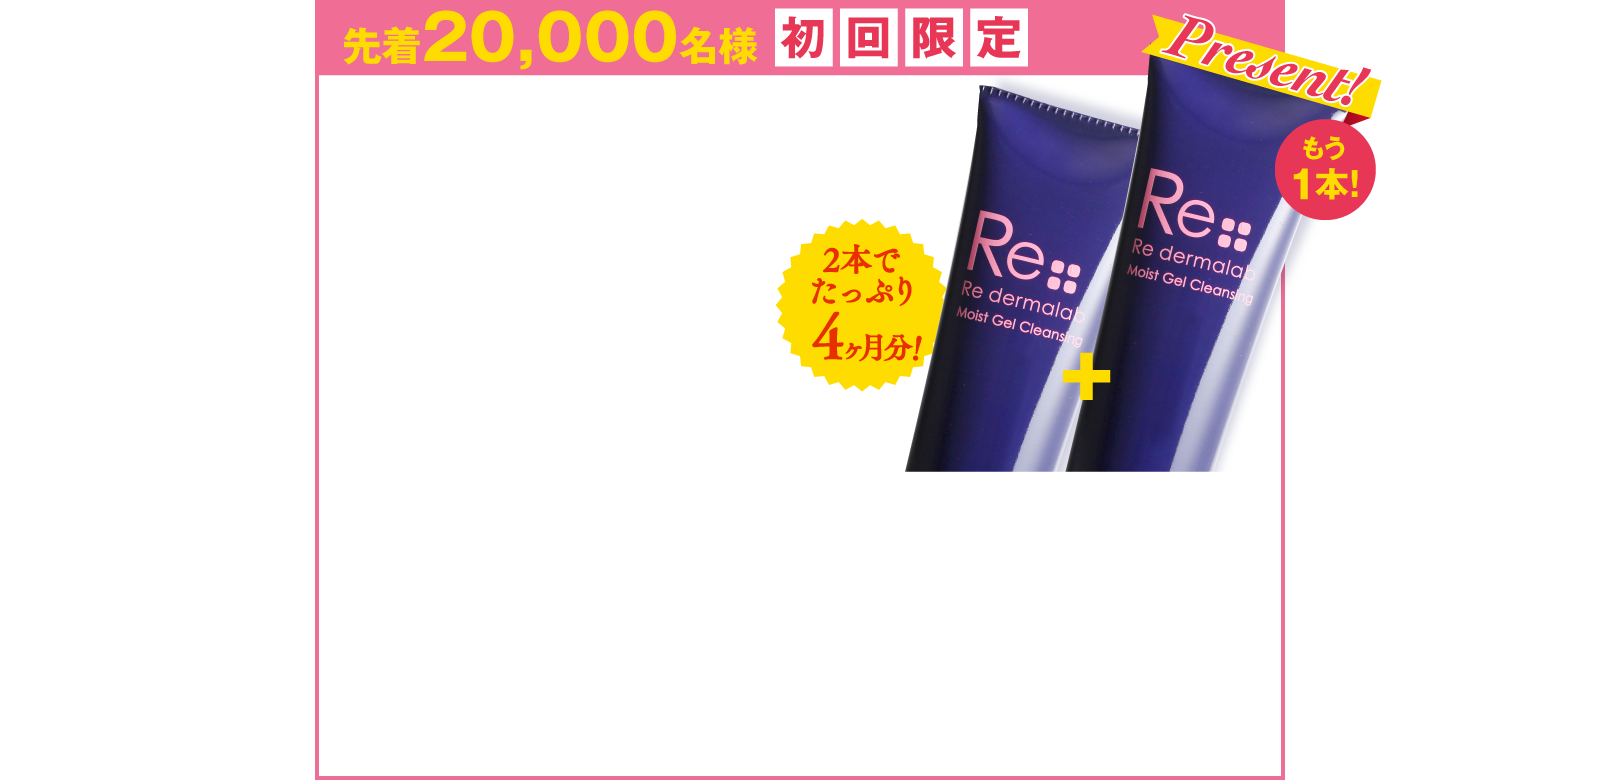 先着20,000名様 初回限定
Present!
もう
1本!
2本で
たっぷり
4ヶ月分!
Re
Re dermalab
Moist Gel Cleansing
Re
Re dermalab
Moist Gel Cleansing
+